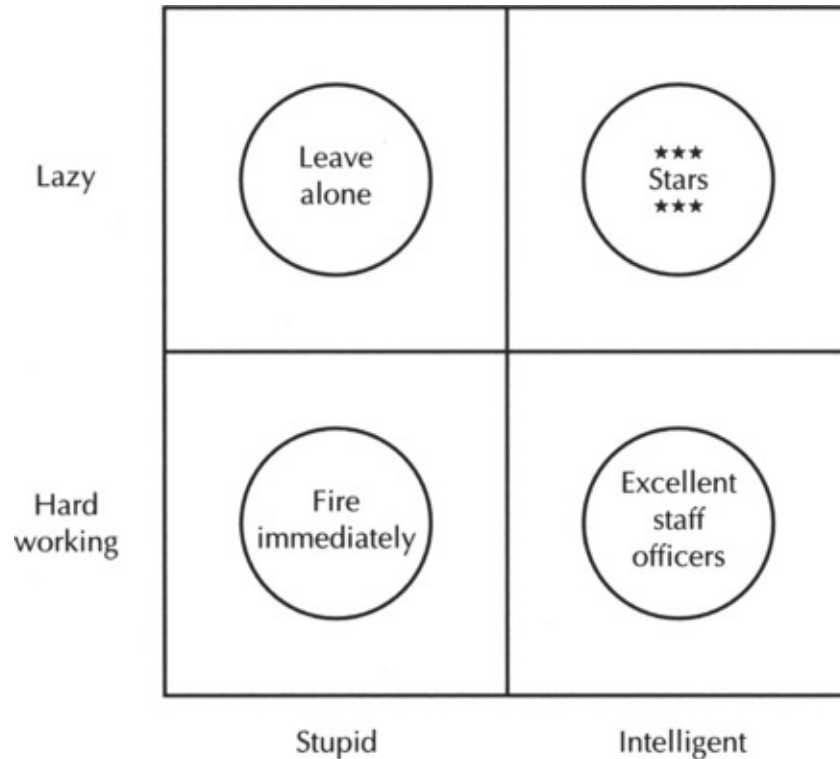 Lazy
Leave
alone
★★★
Stars
★★★
Hard
working
Fire
immediately
Excellent
staff
officers
Stupid
Intelligent